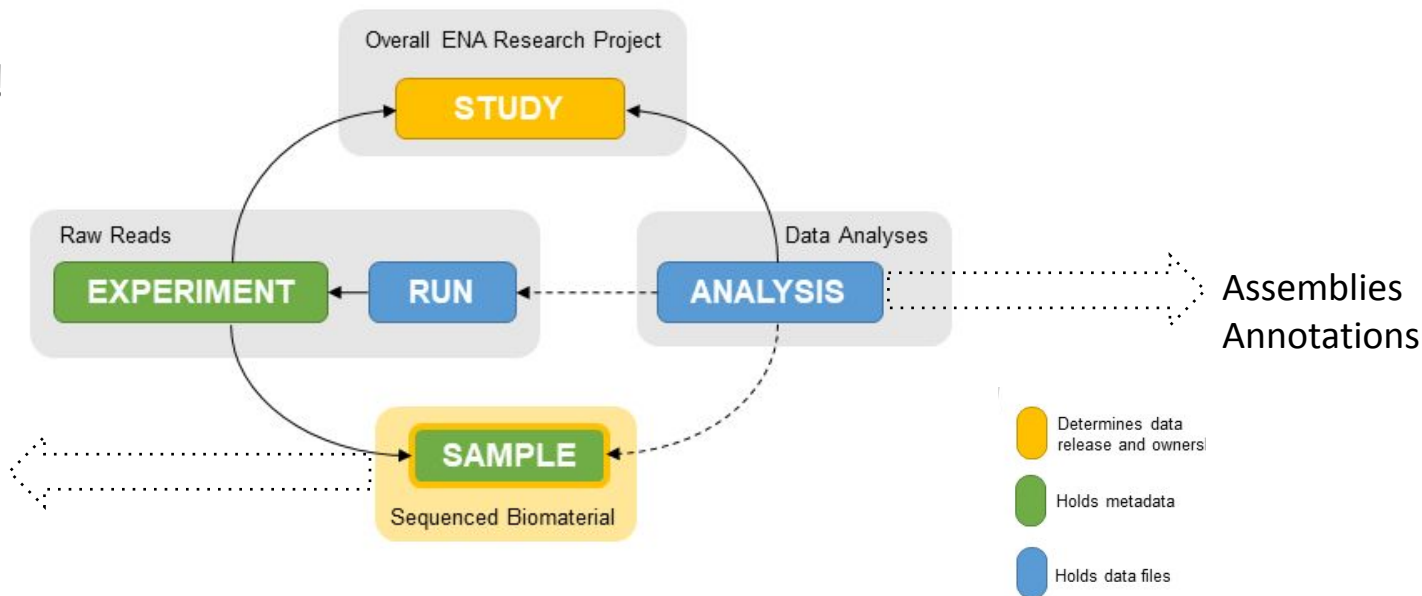 !
Overall ENA Research Project
STUDY
Raw Reads
Data Analyses
EXPERIMENT
RUN
ANALYSIS
Assemblies
Annotations
SAMPLE
Sequenced Biomaterial
Determines data
release and ownersl
Holds metadata
Holds data files